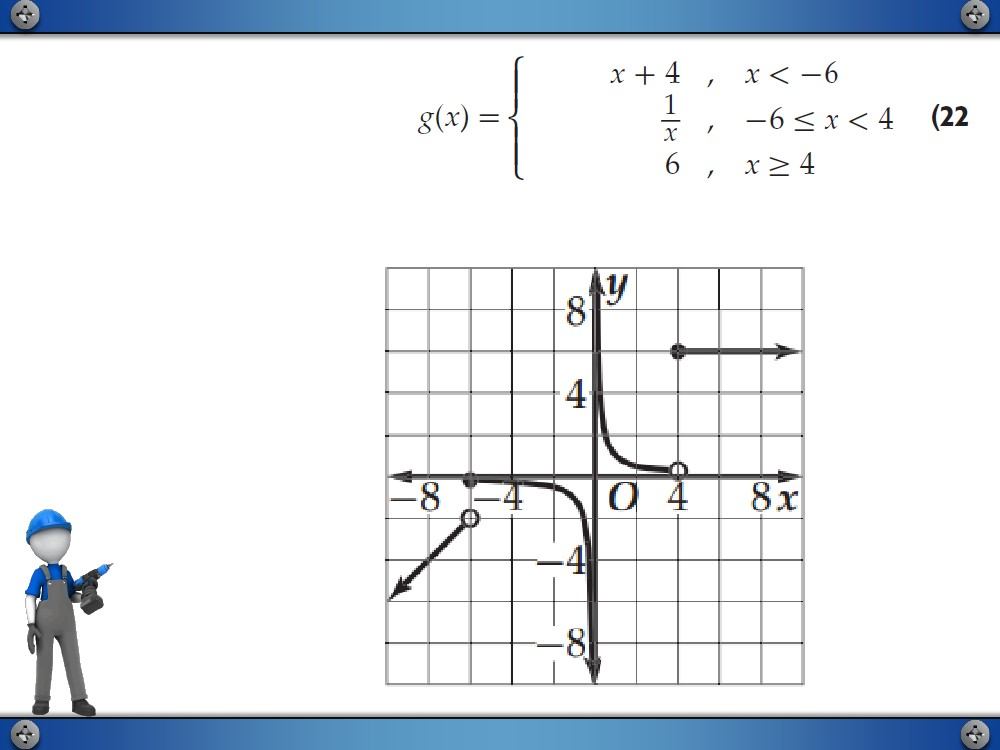 (22 g(x) = { x + 4 , x < −6
1/x , −6 ≤ x < 4
6 , x ≥ 4
y
8
4
−8 −4 O 4 8 x
−4
−8